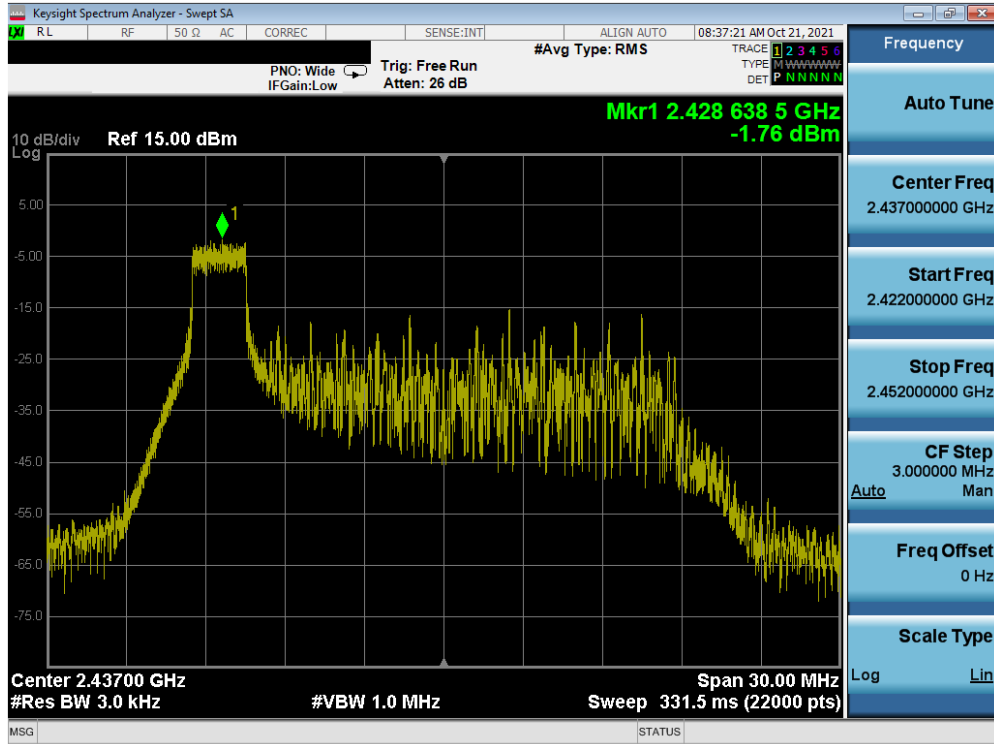 Keysight Spectrum Analyzer - Swept SA
LXI RL RF 50 Ω AC CORREC SENSE:INT ALIGN AUTO 08:37:21 AM Oct 21, 2021
PNO: Wide
IFGain:Low
Trig: Free Run
Atten: 26 dB
#Avg Type: RMS
TRACE 1 2 3 4 5 6
TYPE M WWWWW
DET P N N N N N
Mkr1 2.428 638 5 GHz
-1.76 dBm
10 dB/div Ref 15.00 dBm
Log
1
5.00
-5.00
-15.0
-25.0
-35.0
-45.0
-55.0
-65.0
-75.0
Center 2.43700 GHz Span 30.00 MHz
#Res BW 3.0 kHz #VBW 1.0 MHz Sweep 331.5 ms (22000 pts)
MSG STATUS
Frequency
Auto Tune
Center Freq
2.437000000 GHz
Start Freq
2.422000000 GHz
Stop Freq
2.452000000 GHz
CF Step
3.000000 MHz
Auto Man
Freq Offset
0 Hz
Scale Type
Log Lin